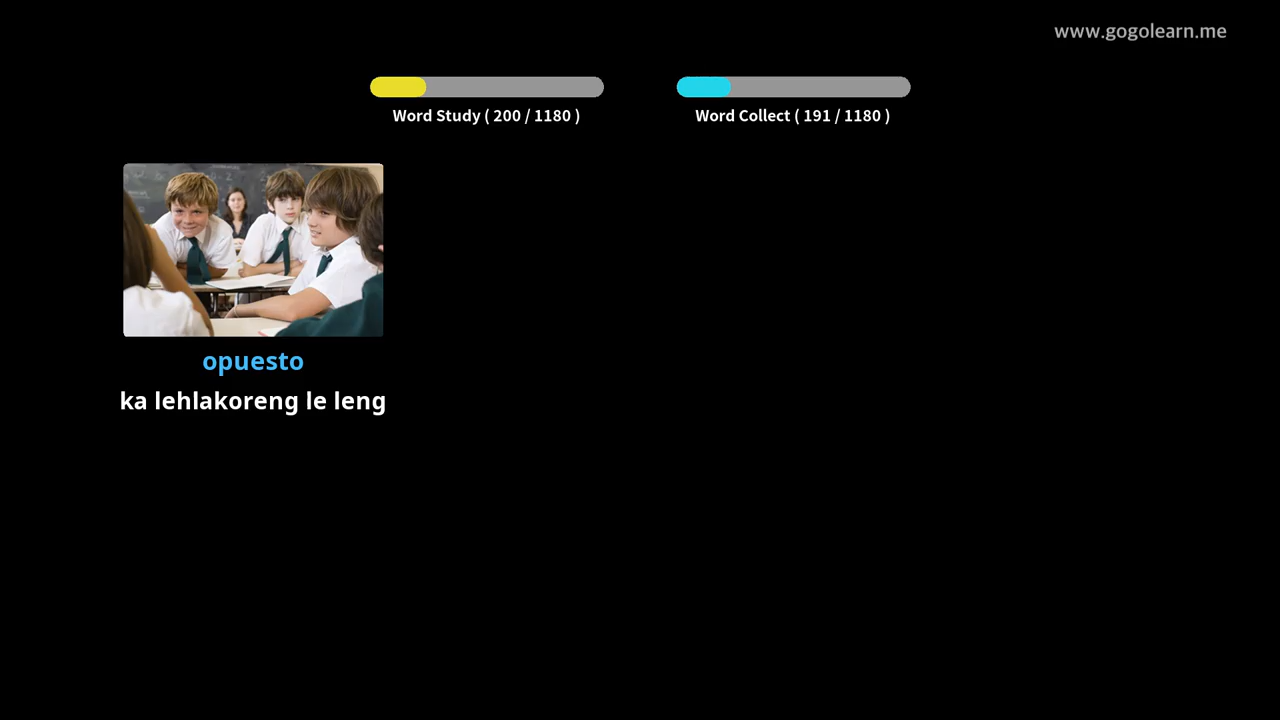 www.gogolearn.me
Word Study ( 200 / 1180 )
Word Collect ( 191 / 1180 )
opuesto
ka lehlakoreng le leng